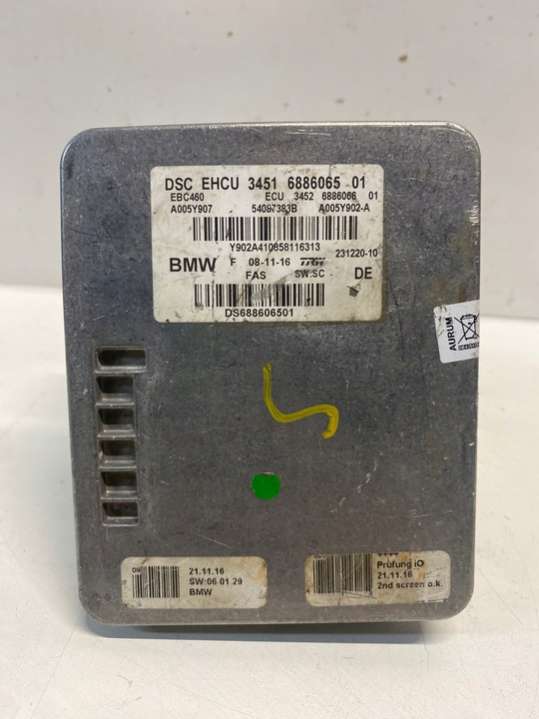 DSC EHCU 3451 6886065 01
EBC460 ECU 3452 6886066 01
A005Y907 54087383B A005Y902-A
Y902A410658116313
231220-10
BMW F 08-11-16 TRW DE
FAS SW.SC
DS688606501
AURUM
21.11.16
SW:06 01 29
BMW
Prüfung iO
21.11.16
2nd screen o.k.